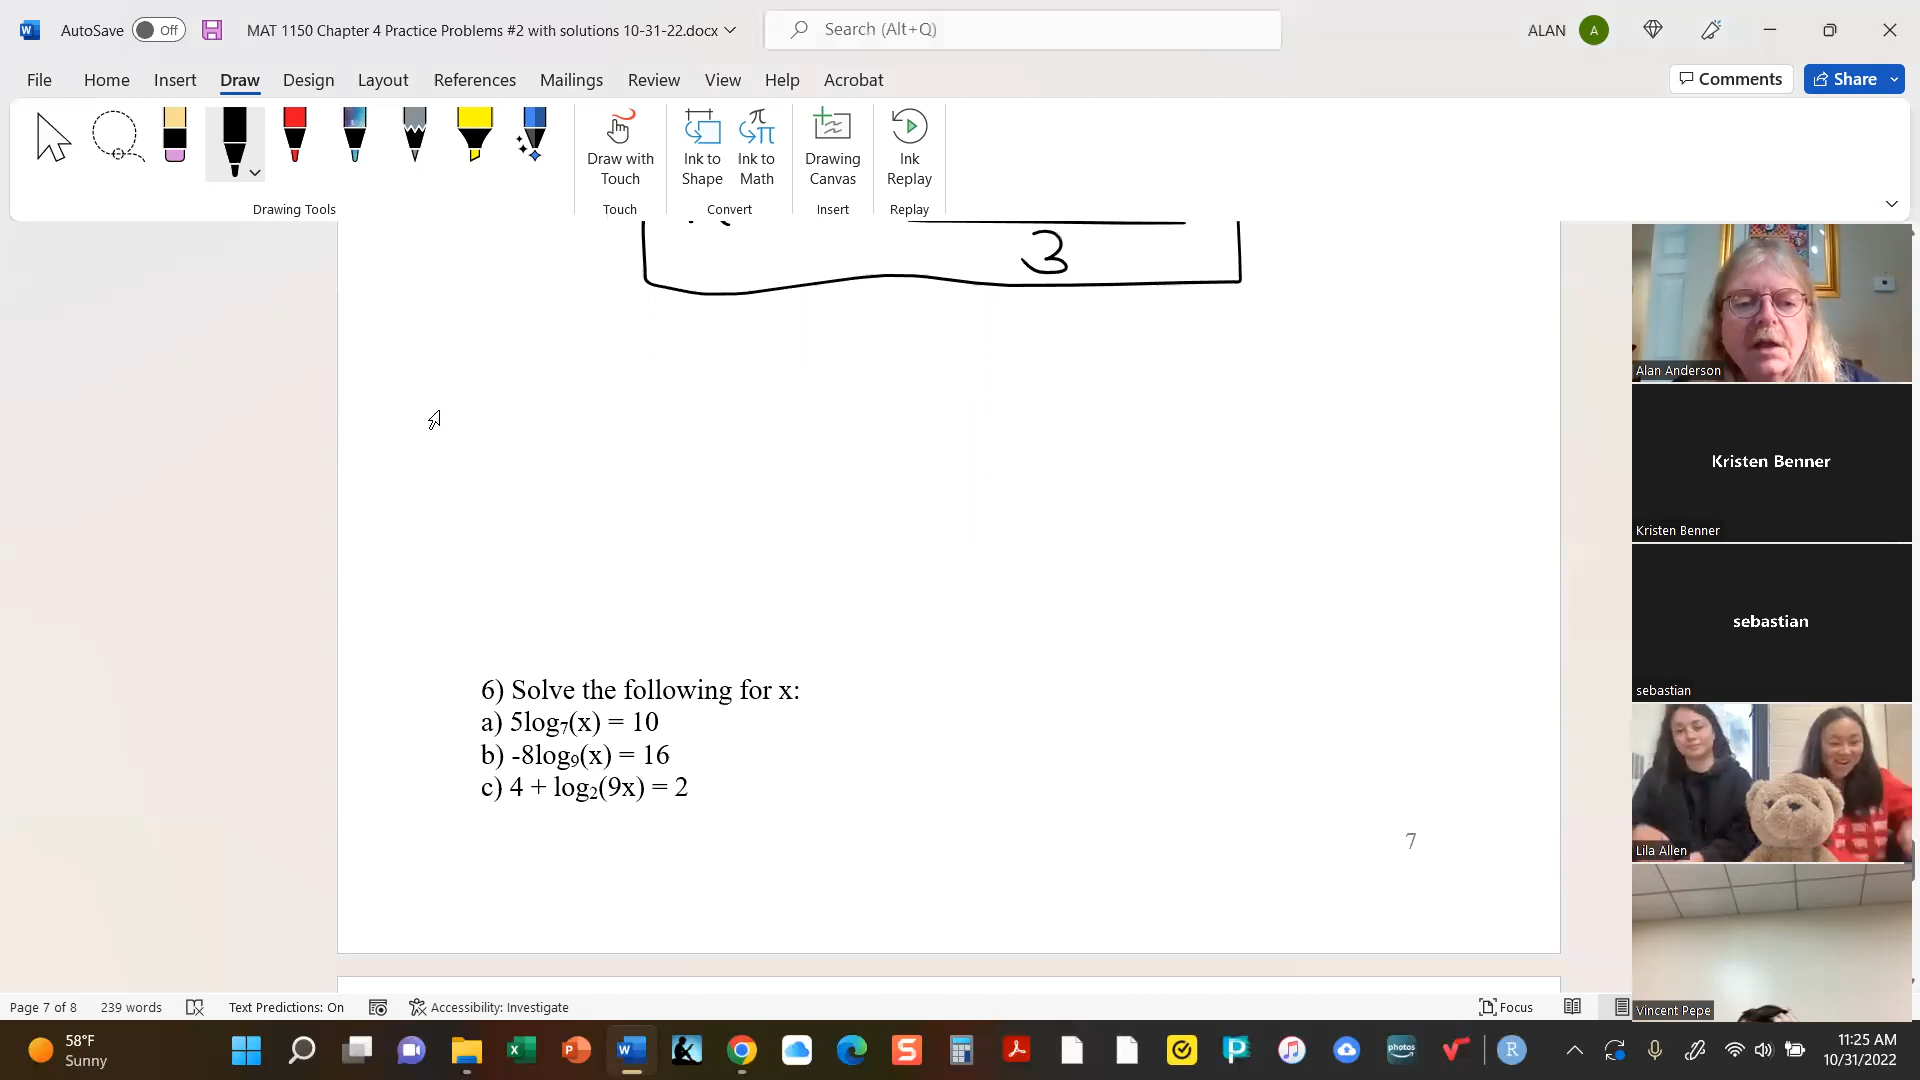 AutoSave Off MAT 1150 Chapter 4 Practice Problems #2 with solutions 10-31-22.docx Search (Alt+Q) ALAN A
File Home Insert Draw Design Layout References Mailings Review View Help Acrobat Comments Share
Draw with Touch
Ink to Shape
Ink to Math
Drawing Canvas
Ink Replay
Drawing Tools Touch Convert Insert Replay
3
6) Solve the following for x:
a) 5log₇(x) = 10
b) -8log₉(x) = 16
c) 4 + log₂(9x) = 2
7
Alan Anderson
Kristen Benner
Kristen Benner
sebastian
sebastian
Lila Allen
Vincent Pepe
Page 7 of 8 239 words Text Predictions: On Accessibility: Investigate Focus
58°F
Sunny
photos
R
11:25 AM
10/31/2022